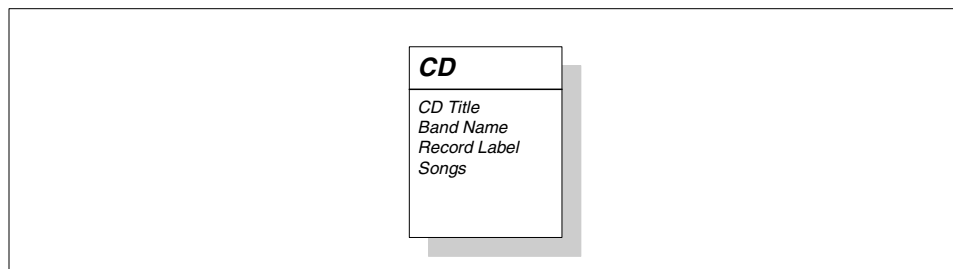 CD
CD Title
Band Name
Record Label
Songs